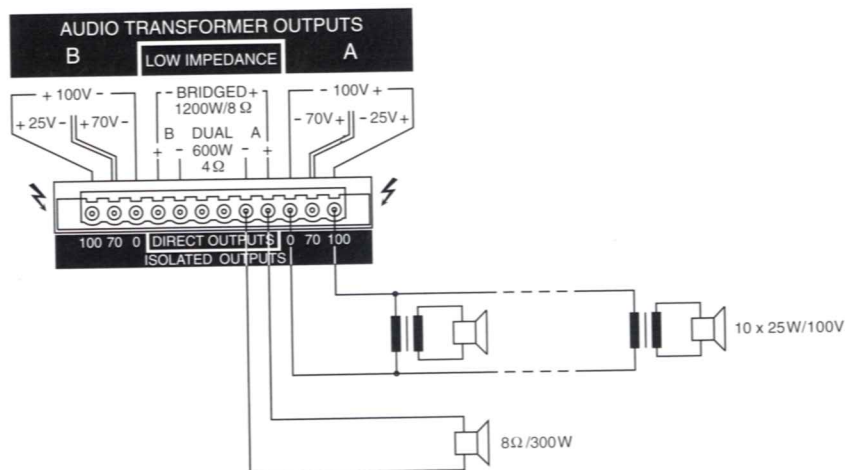 AUDIO TRANSFORMER OUTPUTS
B
LOW IMPEDANCE
A
+ 100V -
- BRIDGED +
1200W/8 Ω
- 100V +
+ 25V - + 70V -
B DUAL A
- 70V + - 25V +
+ - 600W - +
4 Ω
100 70 0 DIRECT OUTPUTS 0 70 100
ISOLATED OUTPUTS
10 x 25W/100V
8Ω/300W